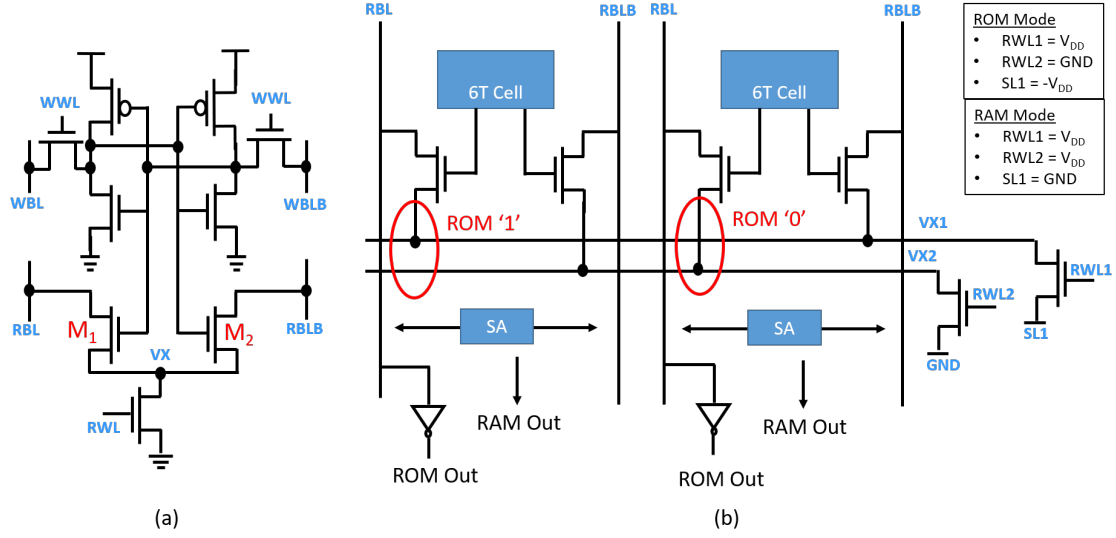 WWL
WWL
WBL
WBLB
RBL
M1
M2
RBLB
VX
RWL
(a)
RBL
RBLB
RBL
RBLB
6T Cell
6T Cell
ROM ‘1’
ROM ‘0’
VX1
VX2
RWL1
RWL2
SL1
GND
SA
SA
RAM Out
RAM Out
ROM Out
ROM Out
(b)
ROM Mode
• RWL1 = VDD
• RWL2 = GND
• SL1 = -VDD
RAM Mode
• RWL1 = VDD
• RWL2 = VDD
• SL1 = GND